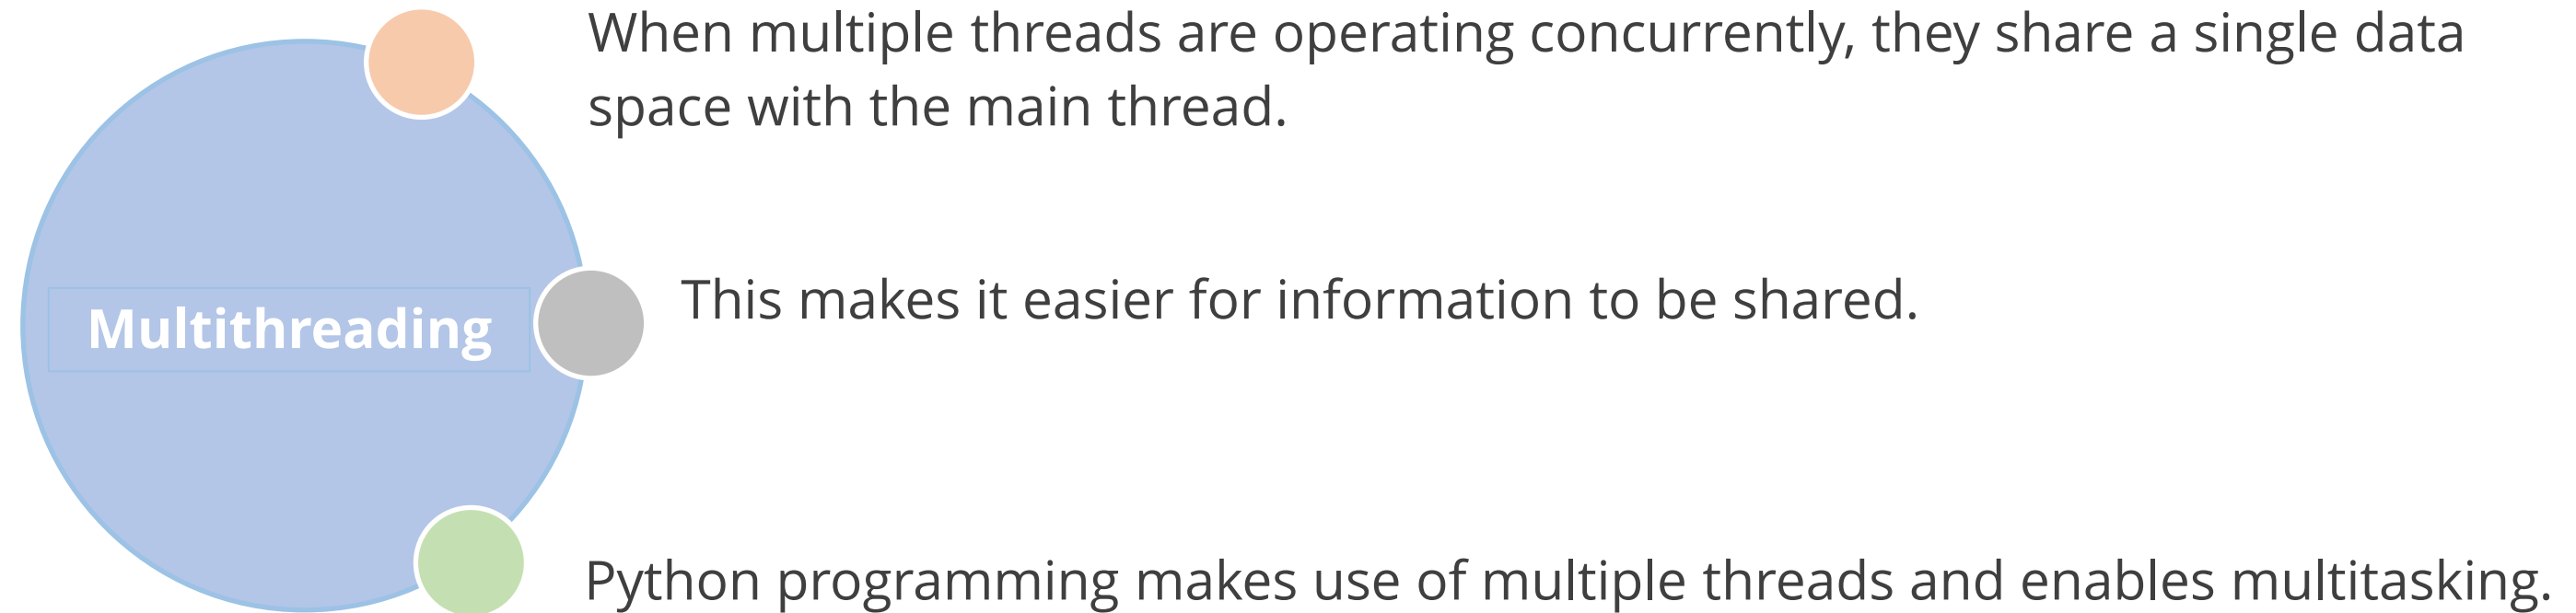 When multiple threads are operating concurrently, they share a single data
space with the main thread.
This makes it easier for information to be shared.
Multithreading
Python programming makes use of multiple threads and enables multitasking.